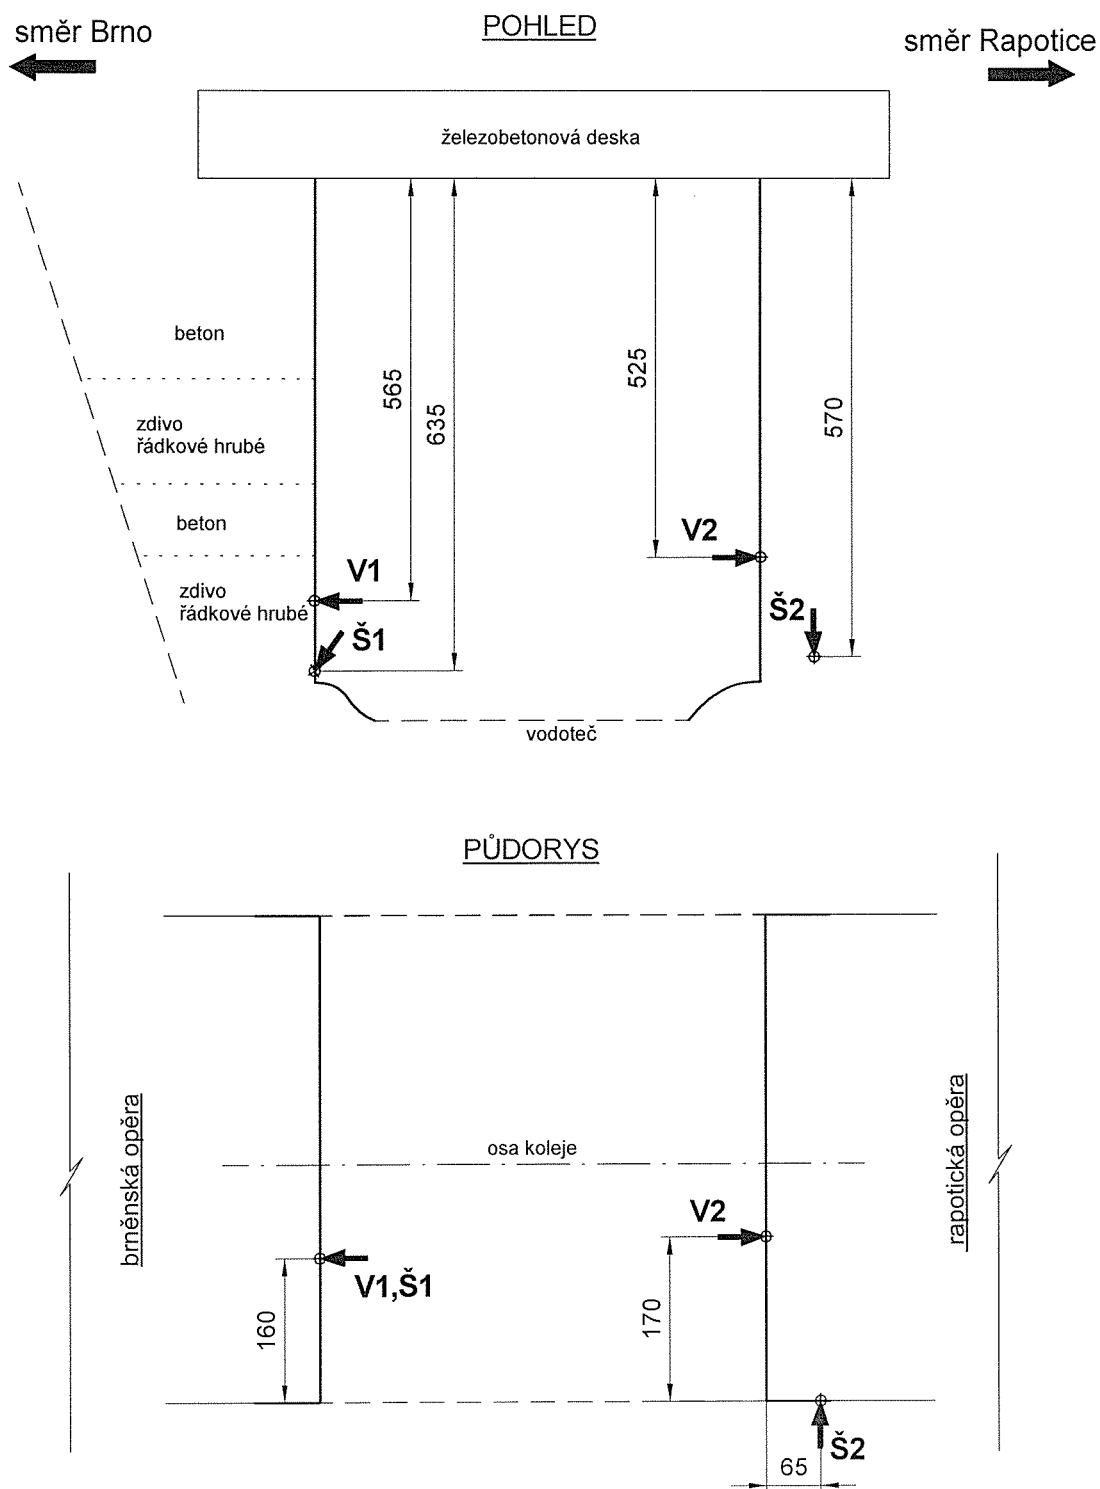 směr Brno
POHLED
směr Rapotice
železobetonová deska
beton
zdivo
řádkové hrubé
beton
zdivo
řádkové hrubé
565
635
525
570
V1
Š1
V2
Š2
vodoteč
PŮDORYS
brněnská opěra
rapotická opěra
osa koleje
V2
V1,Š1
160
170
Š2
65